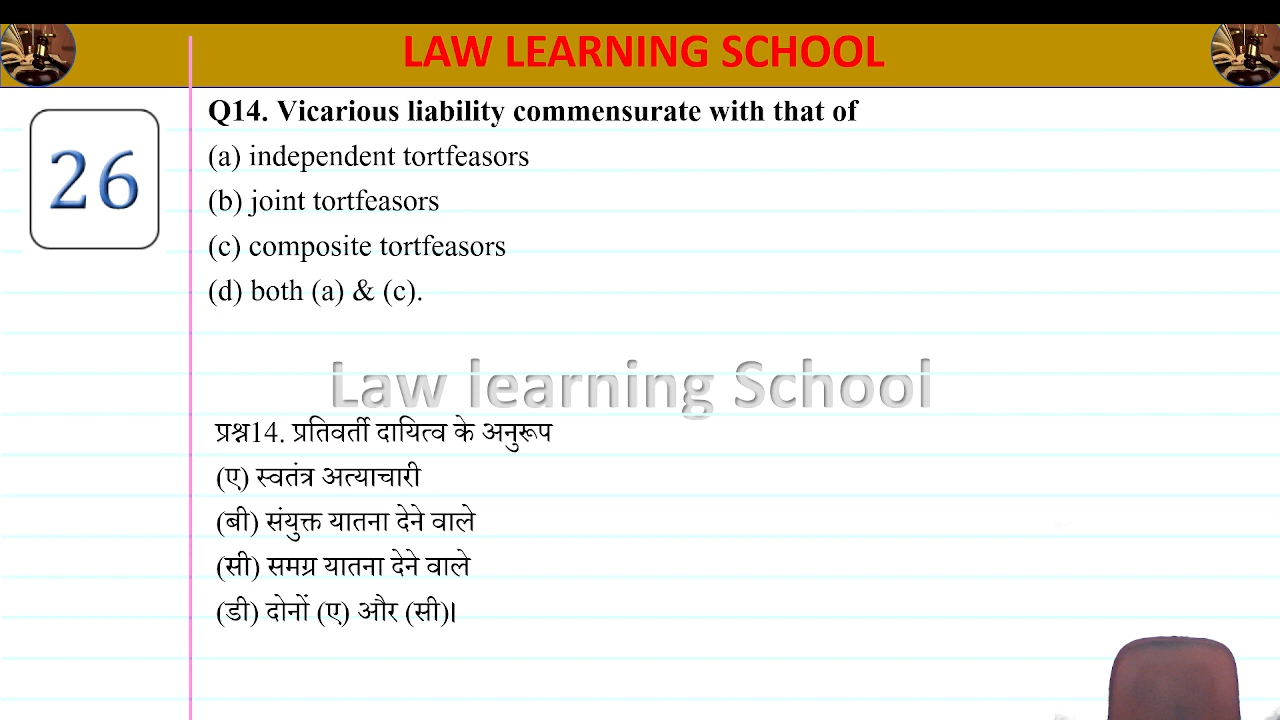 LAW LEARNING SCHOOL
26
Q14. Vicarious liability commensurate with that of
(a) independent tortfeasors
(b) joint tortfeasors
(c) composite tortfeasors
(d) both (a) & (c).
Law learning School
प्रश्न14. प्रतिवर्ती दायित्व के अनुरूप
(ए) स्वतंत्र अत्याचारी
(बी) संयुक्त यातना देने वाले
(सी) समग्र यातना देने वाले
(डी) दोनों (ए) और (सी)।